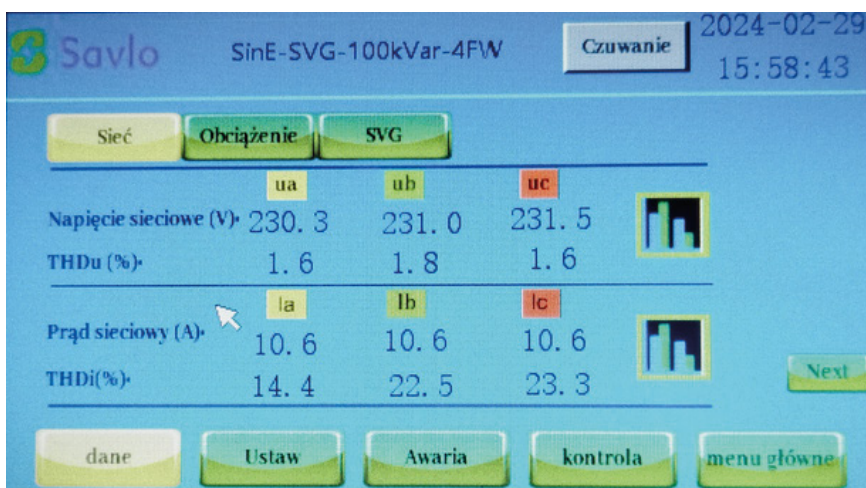 Savlo SinE-SVG-100kVar-4FW Czuwanie 2024-02-29
15:58:43
Sieć Obciążenie SVG
ua ub uc
Napięcie sieciowe (V): 230.3 231.0 231.5
THDu (%): 1.6 1.8 1.6
Ia Ib Ic
Prąd sieciowy (A): 10.6 10.6 10.6
THDi(%): 14.4 22.5 23.3
Next
dane Ustaw Awaria kontrola menu główne